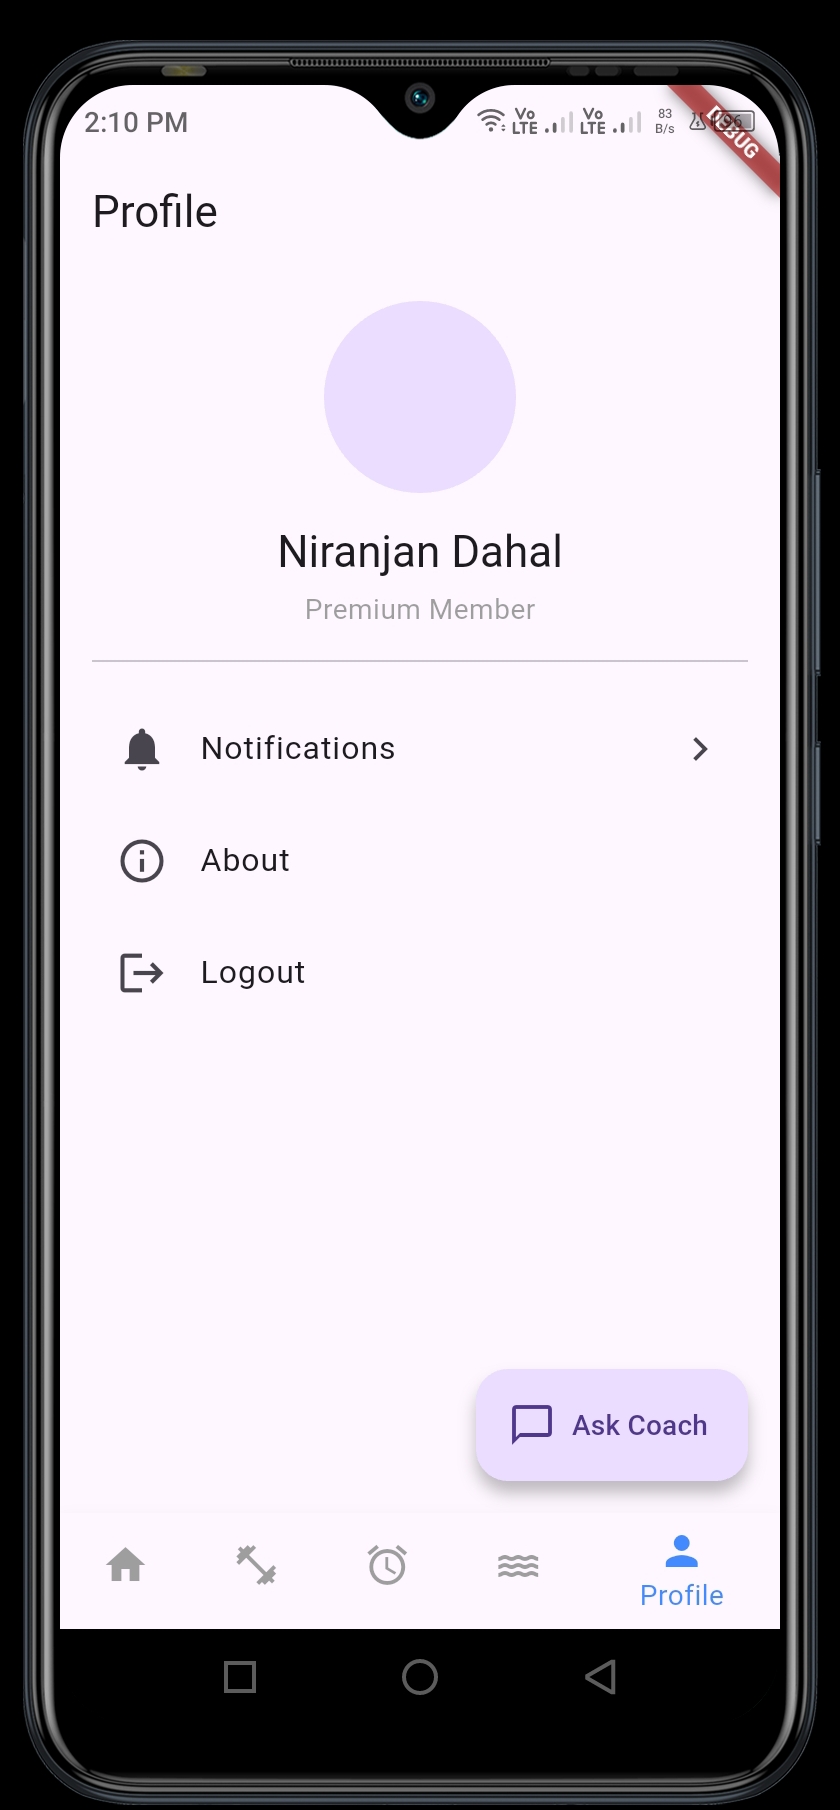 2:10 PM
Vo LTE Vo LTE 83 B/s 96
DEBUG
Profile
Niranjan Dahal
Premium Member
Notifications
About
Logout
Ask Coach
Profile